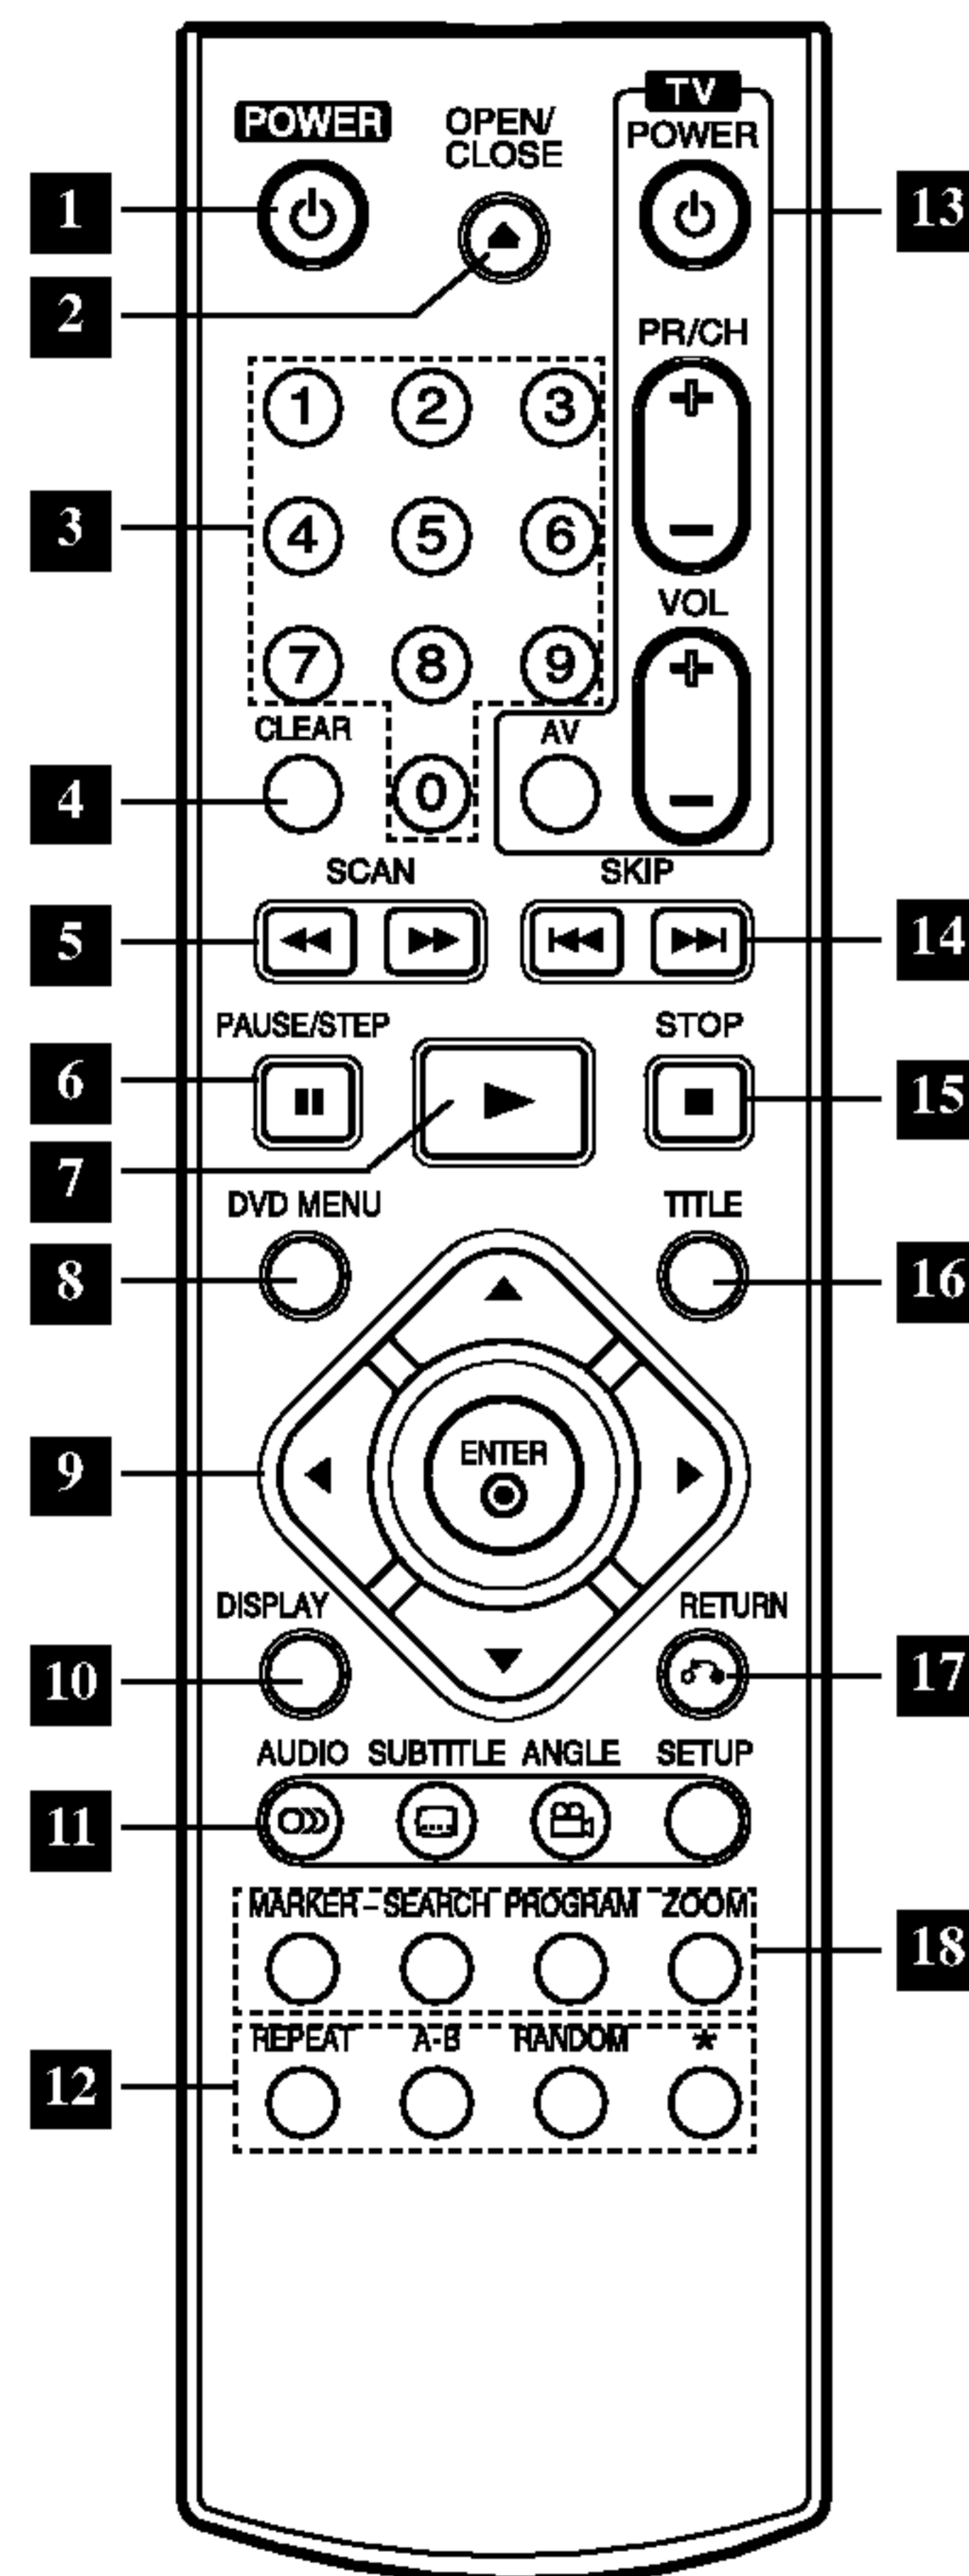 TV
POWER
OPEN/
CLOSE
POWER
1
13
2
PR/CH
1 2 3
3
4 5 6
VOL
7 8 9
CLEAR
AV
4
0
SCAN
SKIP
5
14
PAUSE/STEP
STOP
6
15
7
DVD MENU
TITLE
8
16
9
ENTER
DISPLAY
RETURN
10
17
AUDIO SUBTITLE ANGLE SETUP
11
MARKER SEARCH PROGRAM ZOOM
18
REPEAT A-B RANDOM *
12